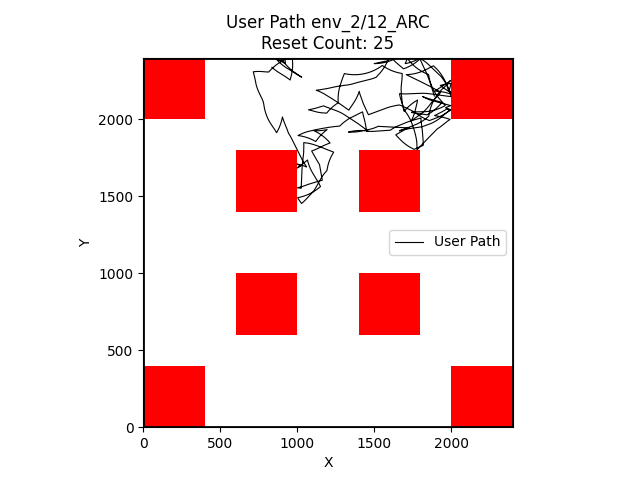 User Path env_2/12_ARC
Reset Count: 25
Y
2000
1500
1000
500
0
User Path
0 500 1000 1500 2000
X